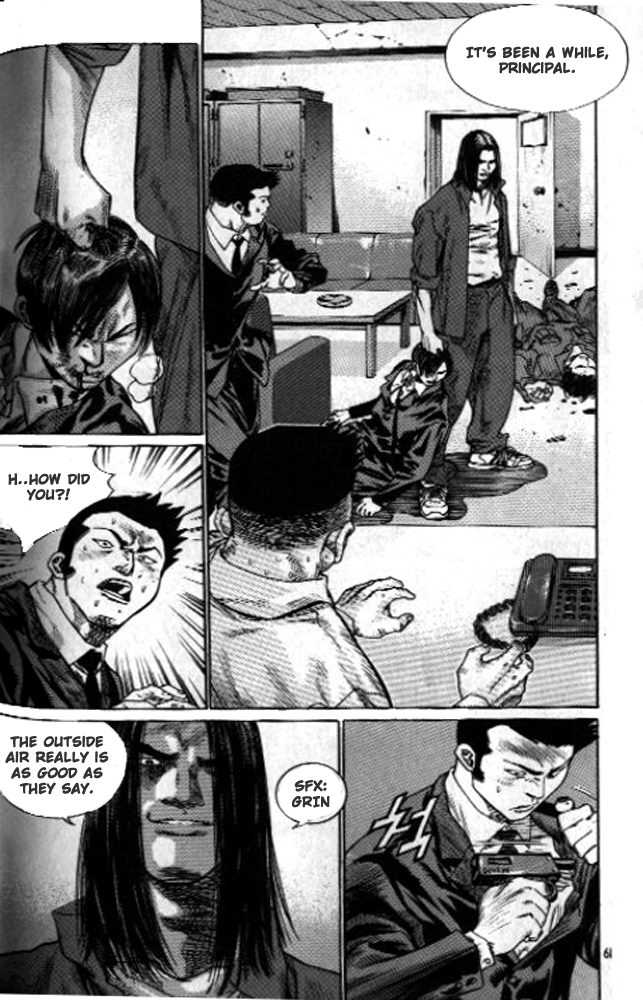 IT'S BEEN A WHILE,
PRINCIPAL.
H..HOW DID
YOU?!
THE OUTSIDE
AIR REALLY IS
AS GOOD AS
THEY SAY.
SFX:
GRIN
61